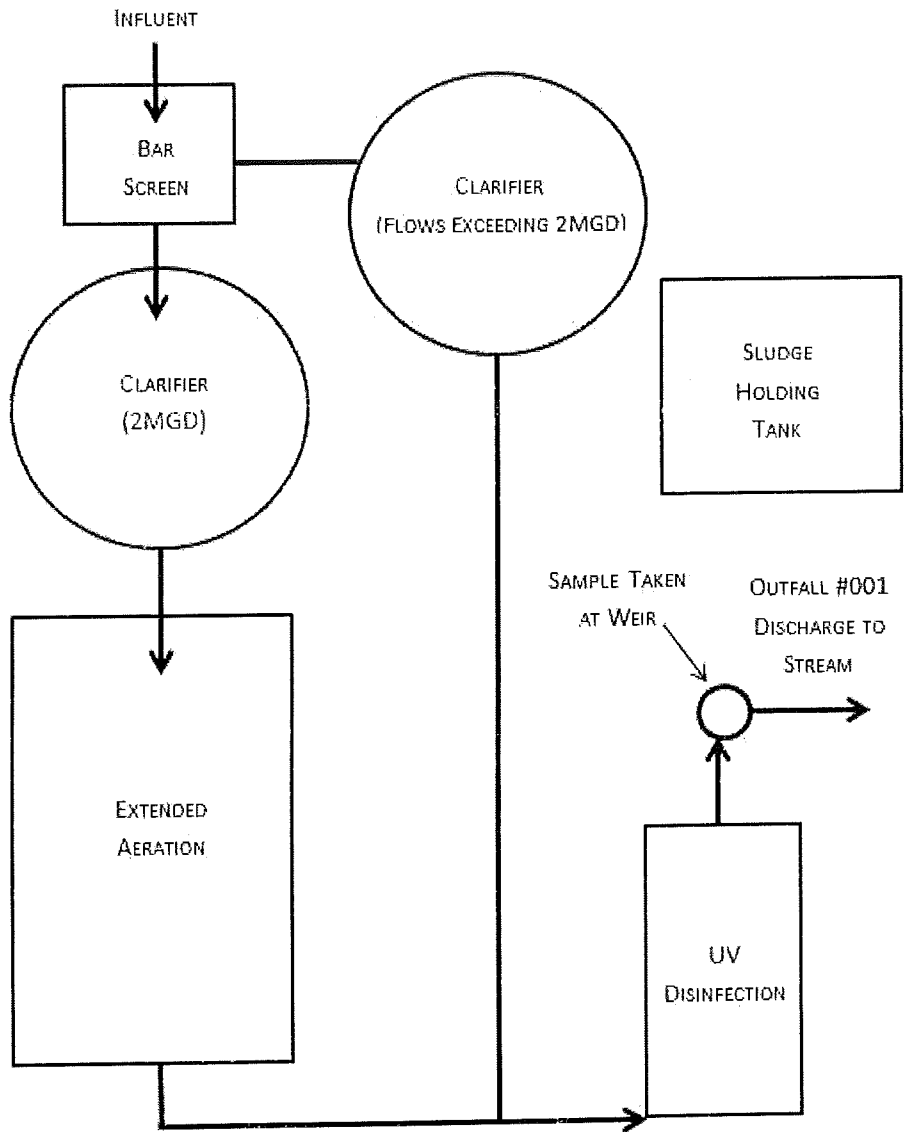 INFLUENT
BAR
SCREEN
CLARIFIER
(FLOWS EXCEEDING 2MGD)
CLARIFIER
(2MGD)
SLUDGE
HOLDING
TANK
SAMPLE TAKEN
AT WEIR
OUTFALL #001
DISCHARGE TO
STREAM
EXTENDED
AERATION
UV
DISINFECTION